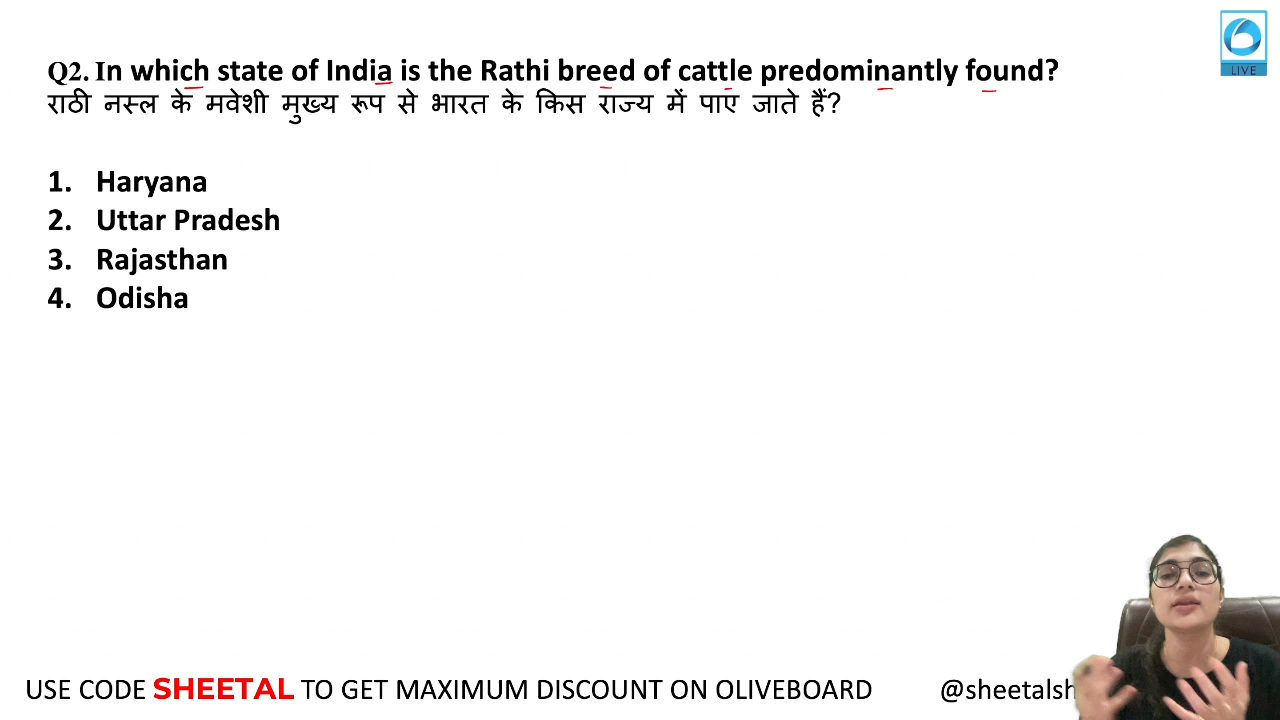 Q2. In which state of India is the Rathi breed of cattle predominantly found?
राठी नस्ल के मवेशी मुख्य रूप से भारत के किस राज्य में पाए जाते हैं?
1. Haryana
2. Uttar Pradesh
3. Rajasthan
4. Odisha
LIVE
USE CODE SHEETAL TO GET MAXIMUM DISCOUNT ON OLIVEBOARD
@sheetalsh